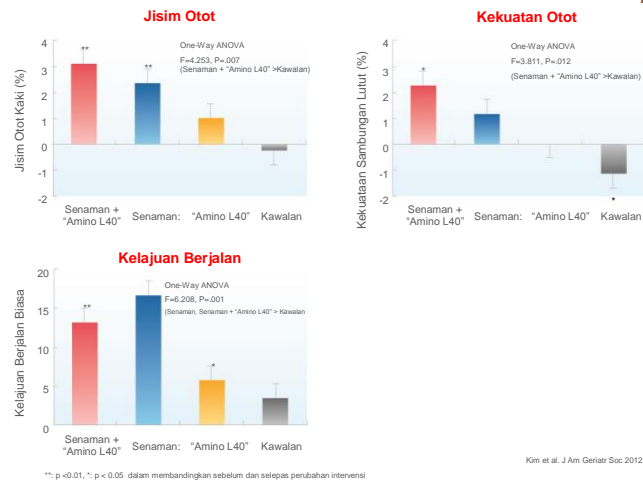 Jisim Otot
Jisim Otot Kaki (%)
4
3
2
1
0
-1
-2
**
**
One-Way ANOVA
F=4.253, P=.007
(Senaman + “Amino L40” >Kawalan)
Senaman +
“Amino L40”
Senaman:
“Amino L40”
Kawalan
Kekuatan Otot
Kekuataan Sambungan Lutut (%)
4
3
2
1
0
-1
-2
*
*
One-Way ANOVA
F=3.811, P=.012
(Senaman + “Amino L40” >Kawalan)
Senaman +
“Amino L40”
Senaman:
“Amino L40”
Kawalan
Kelajuan Berjalan
Kelajuan Berjalan Biasa
20
15
10
5
0
**
*
One-Way ANOVA
F=6.208, P=.001
(Senaman, Senaman + “Amino L40” > Kawalan
Senaman +
“Amino L40”
Senaman:
“Amino L40”
Kawalan
Kim et al. J Am Geriatr Soc 2012
**: p <0.01, *: p < 0.05 dalam membandingkan sebelum dan selepas perubahan intervensi